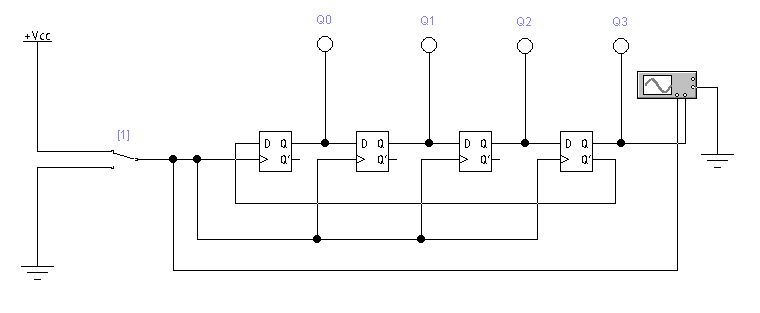 Q0 Q1 Q2 Q3
+Vcc
[1]
D Q D Q D Q D Q
Q' Q' Q' Q'